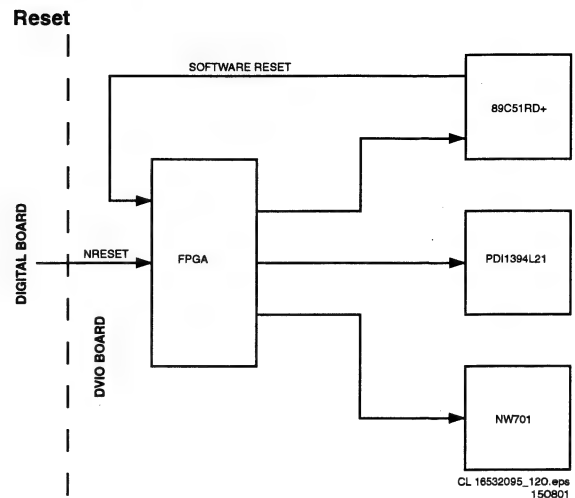 Reset
SOFTWARE RESET
89C51RD+
DIGITAL BOARD
NRESET
FPGA
PDI1394L21
DVIO BOARD
NW701
CL 16532095_120.eps
150801